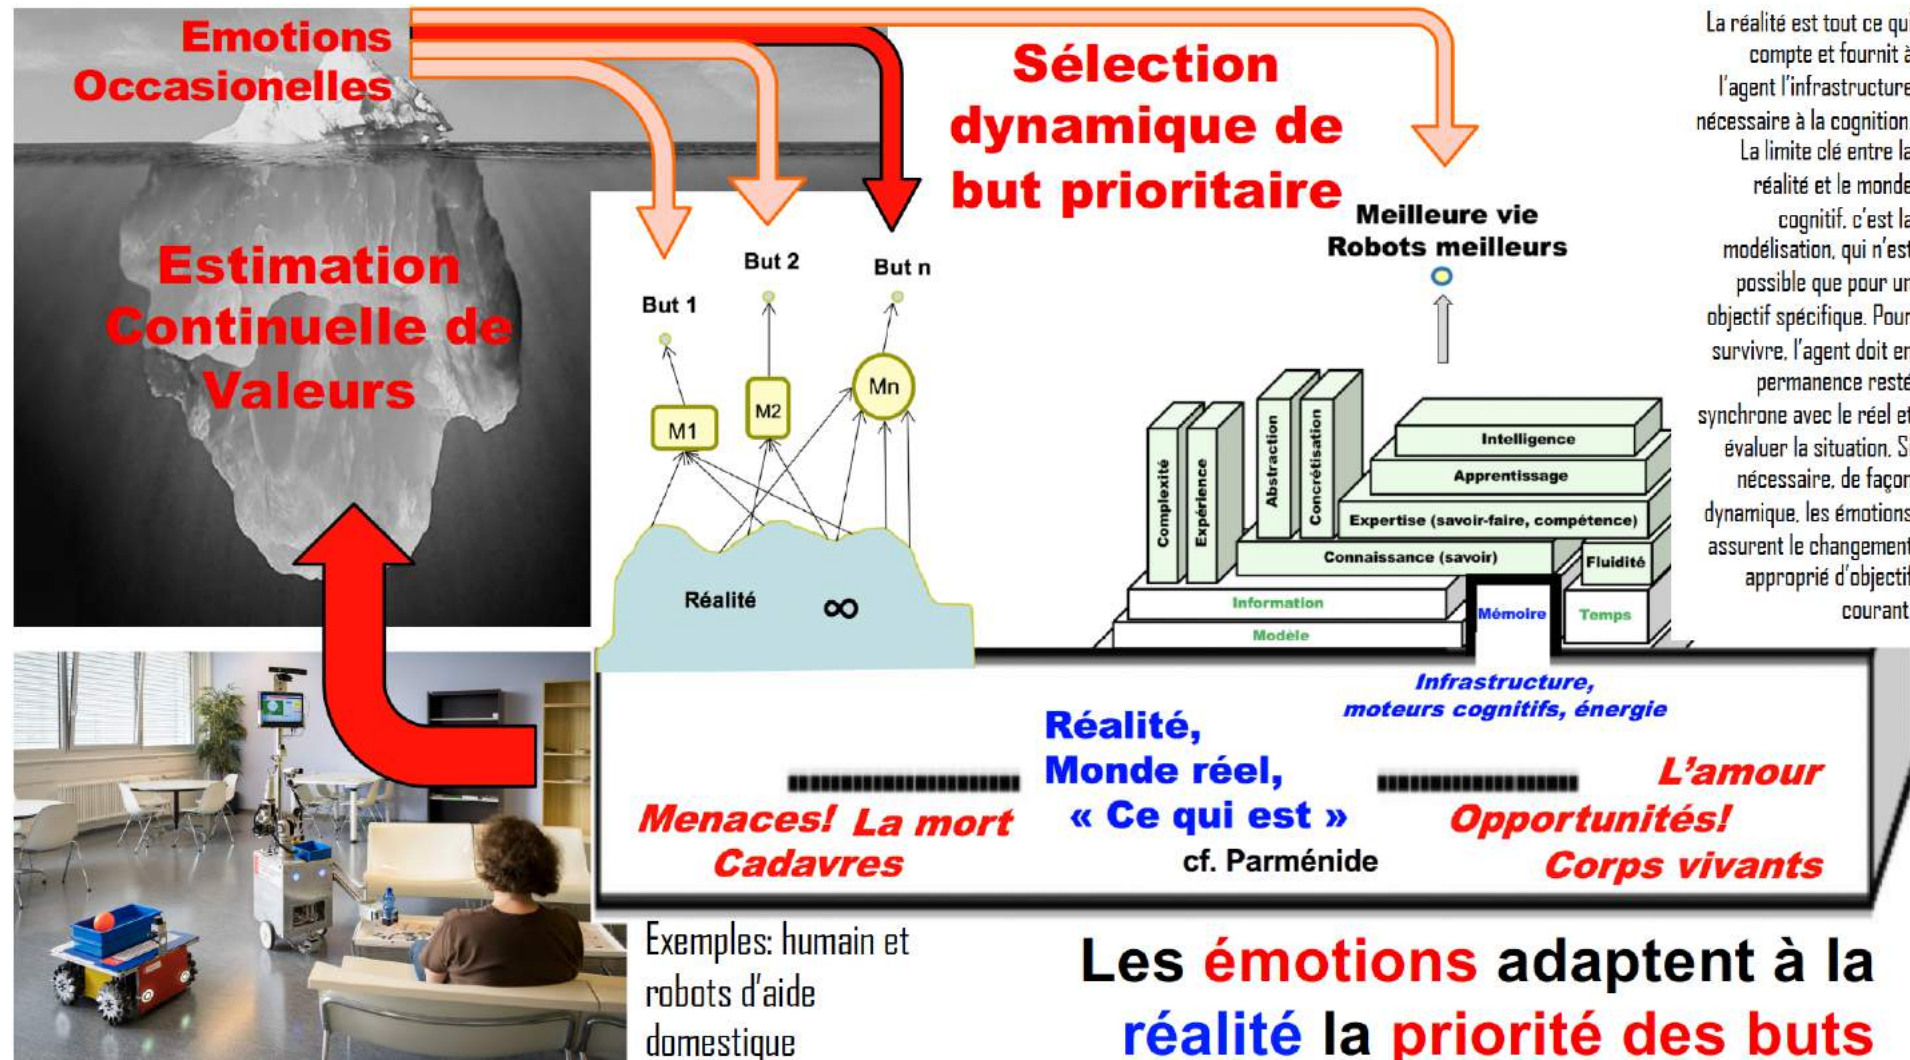 Emotions
Occasionelles
Estimation
Continuelle de
Valeurs
Sélection
dynamique de
but prioritaire
But 1
But 2
But n
M1
M2
Mn
Réalité
∞
Meilleure vie
Robots meilleurs
Complexité
Expérience
Abstraction
Concrétisation
Intelligence
Apprentissage
Expertise (savoir-faire, compétence)
Connaissance (savoir)
Fluidité
Information
Modèle
Mémoire
Temps
La réalité est tout ce qui
compte et fournit à
l'agent l'infrastructure
nécessaire à la cognition.
La limite clé entre la
réalité et le monde
cognitif, c'est la
modélisation, qui n'est
possible que pour un
objectif spécifique. Pour
survivre, l'agent doit en
permanence resté
synchrone avec le réel et
évaluer la situation. Si
nécessaire, de façon
dynamique, les émotions
assurent le changement
approprié d'objectif
courant
Infrastructure,
moteurs cognitifs, énergie
Réalité,
Monde réel,
« Ce qui est »
cf. Parménide
Menaces! La mort
Cadavres
L'amour
Opportunités!
Corps vivants
Exemples: humain et
robots d'aide
domestique
Les émotions adaptent à la
réalité la priorité des buts